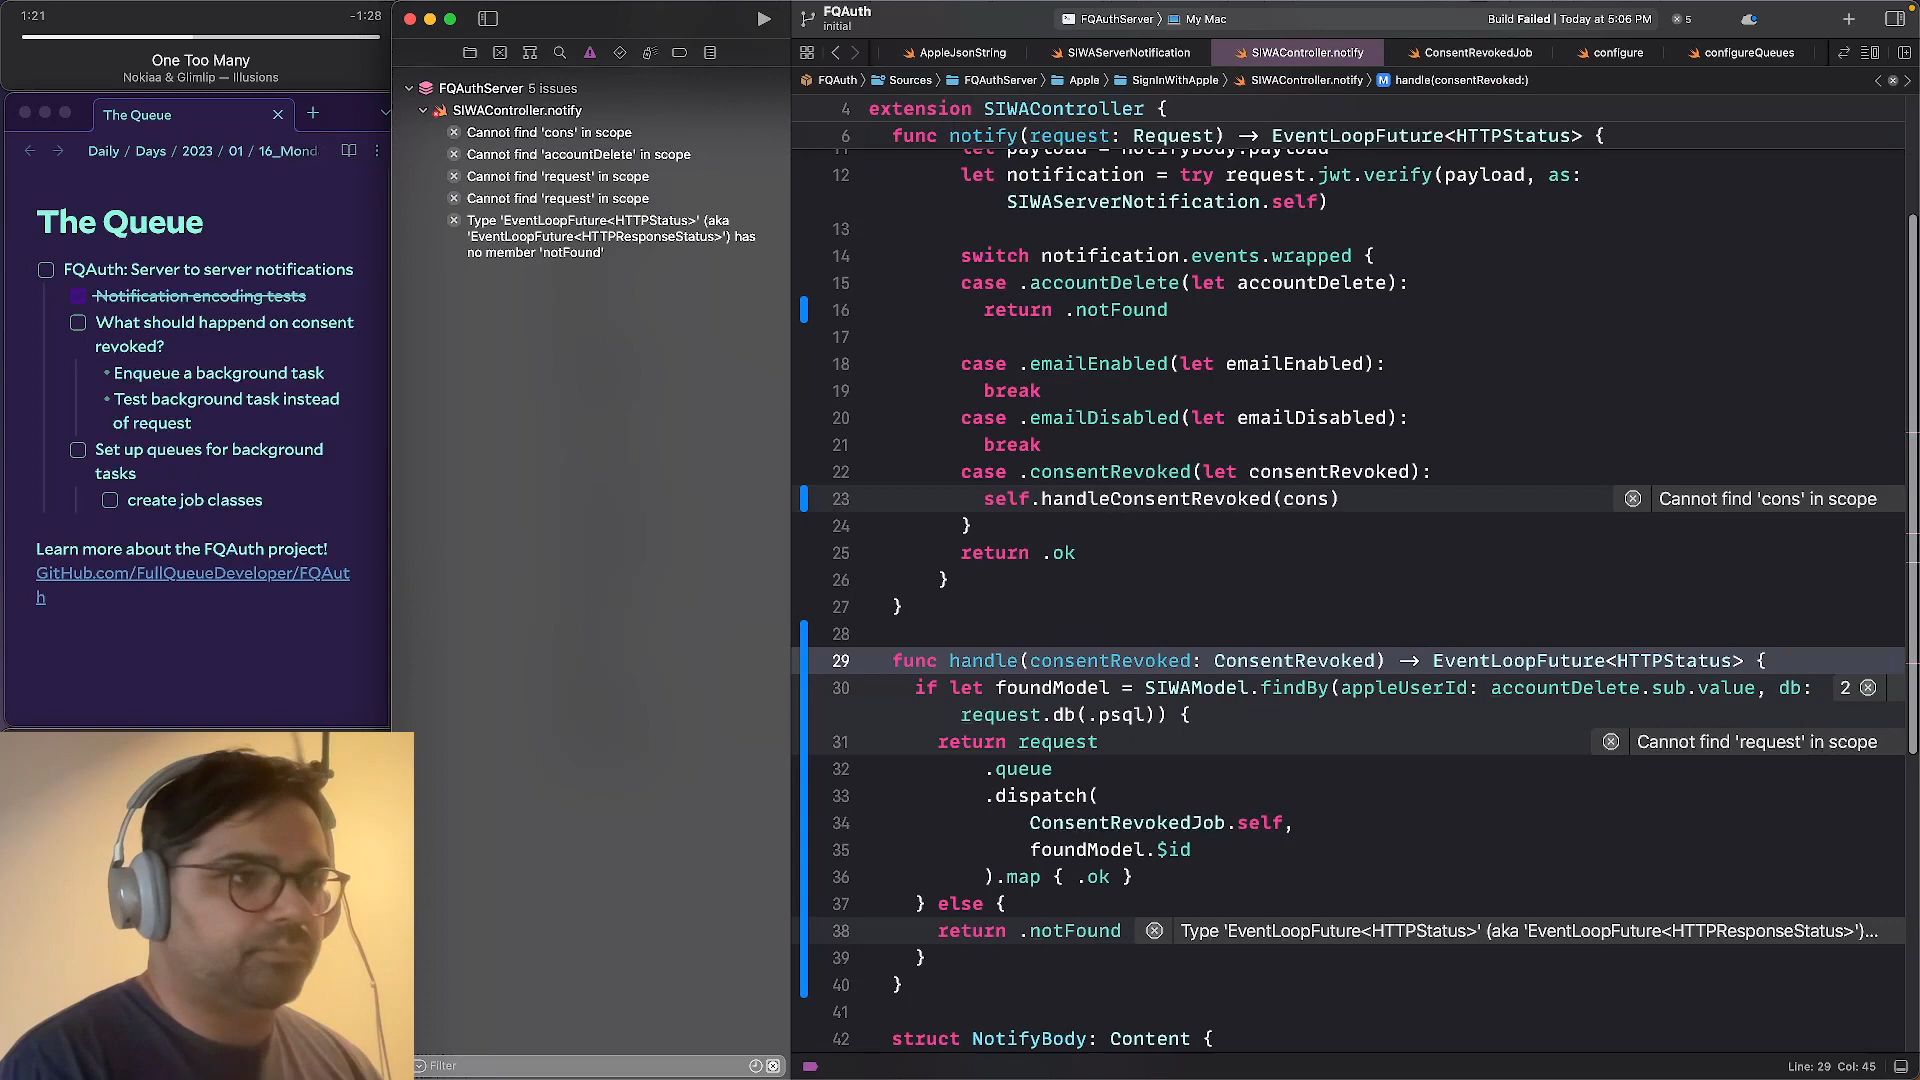 1:21
-1:28
One Too Many
Nokiaa & Glimlip — Illusions
The Queue
Daily / Days / 2023 / 01 / 16_Mond
The Queue
FQAuth: Server to server notifications
Notification encoding tests
What should happend on consent
revoked?
• Enqueue a background task
• Test background task instead
of request
Set up queues for background
tasks
create job classes
Learn more about the FQAuth project!
GitHub.com/FullQueueDeveloper/FQAut
h
FQAuthServer 5 issues
SIWAController.notify
Cannot find 'cons' in scope
Cannot find 'accountDelete' in scope
Cannot find 'request' in scope
Cannot find 'request' in scope
Type 'EventLoopFuture<HTTPStatus>' (aka
'EventLoopFuture<HTTPResponseStatus>') has
no member 'notFound'
Filter
FQAuth
initial
FQAuthServer 〉 My Mac
Build Failed | Today at 5:06 PM
5
AppleJsonString
SIWAServerNotification
SIWAController.notify
ConsentRevokedJob
configure
configureQueues
FQAuth 〉 Sources 〉 FQAuthServer 〉 Apple 〉 SignInWithApple 〉 SIWAController.notify 〉 M handle(consentRevoked:)
4 extension SIWAController {
6 func notify(request: Request) -> EventLoopFuture<HTTPStatus> {
11 let payload = notifyBody.payload
12 let notification = try request.jwt.verify(payload, as:
SIWAServerNotification.self)
13
14 switch notification.events.wrapped {
15 case .accountDelete(let accountDelete):
16 return .notFound
17
18 case .emailEnabled(let emailEnabled):
19 break
20 case .emailDisabled(let emailDisabled):
21 break
22 case .consentRevoked(let consentRevoked):
23 self.handleConsentRevoked(cons) Cannot find 'cons' in scope
24 }
25 return .ok
26 }
27 }
28
29 func handle(consentRevoked: ConsentRevoked) -> EventLoopFuture<HTTPStatus> {
30 if let foundModel = SIWAModel.findBy(appleUserId: accountDelete.sub.value, db: 2
request.db(.psql)) {
31 return request Cannot find 'request' in scope
32 .queue
33 .dispatch(
34 ConsentRevokedJob.self,
35 foundModel.$id
36 ).map { .ok }
37 } else {
38 return .notFound Type 'EventLoopFuture<HTTPStatus>' (aka 'EventLoopFuture<HTTPResponseStatus>')...
39 }
40 }
41
42 struct NotifyBody: Content {
Line: 29 Col: 45